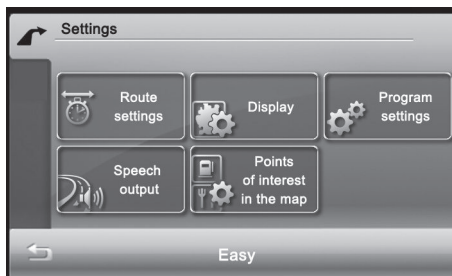 Settings
Route
settings
Display
Program
settings
Speech
output
Points
of interest
in the map
Easy